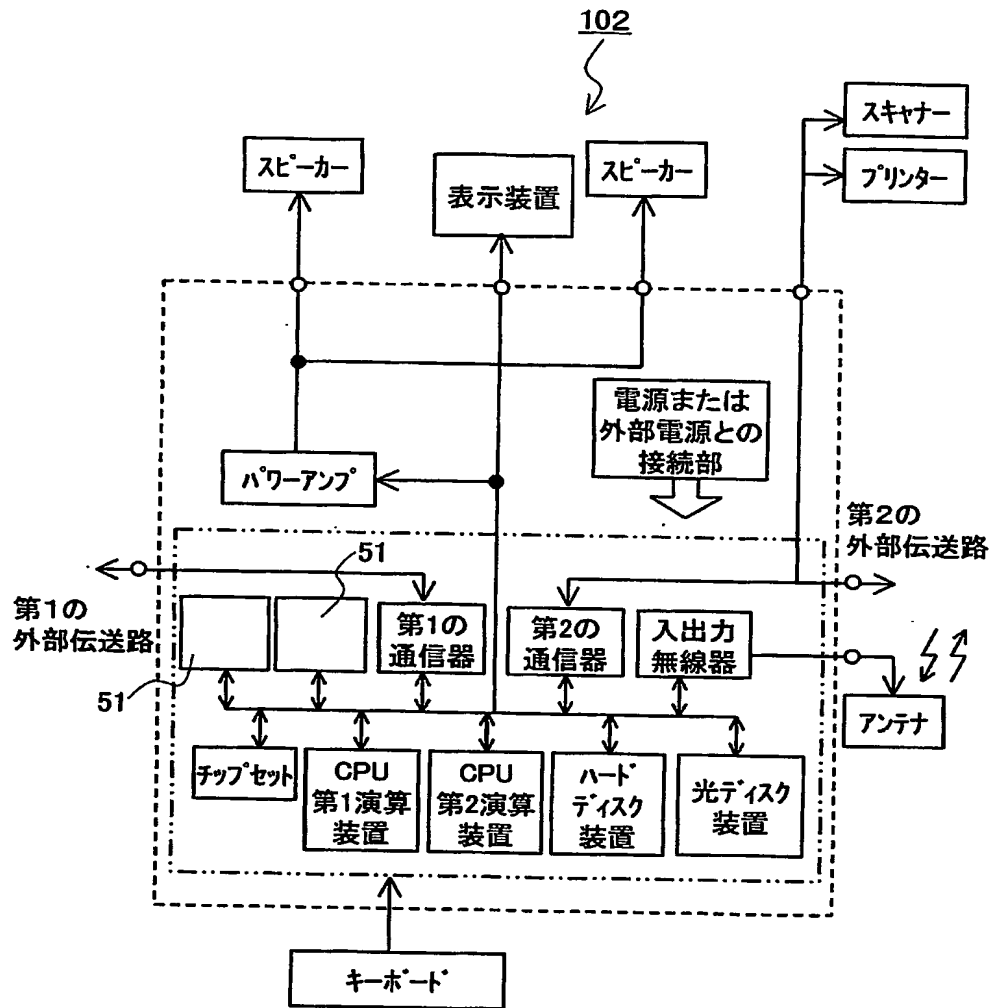 102
スキャナー
プリンター
スピーカー
表示装置
スピーカー
電源または
外部電源との
接続部
パワーアンプ
第2の
外部伝送路
51
第1の
外部伝送路
51
第1の
通信器
第2の
通信器
入出力
無線器
アンテナ
チップセット
CPU
第1演算
装置
CPU
第2演算
装置
ハード
ディスク
装置
光ディスク
装置
キーボード